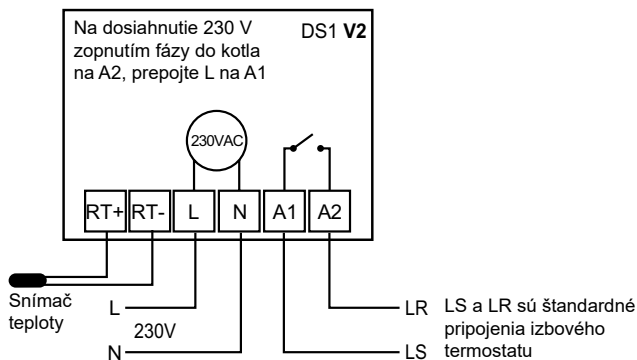 Na dosiahnutie 230 V
zopnutím fázy do kotla
na A2, prepojte L na A1
DS1 V2
230VAC
RT+ RT- L N A1 A2
Snímač
teploty
L
230V
N
LR
LS
LS a LR sú štandardné
pripojenia izbového
termostatu